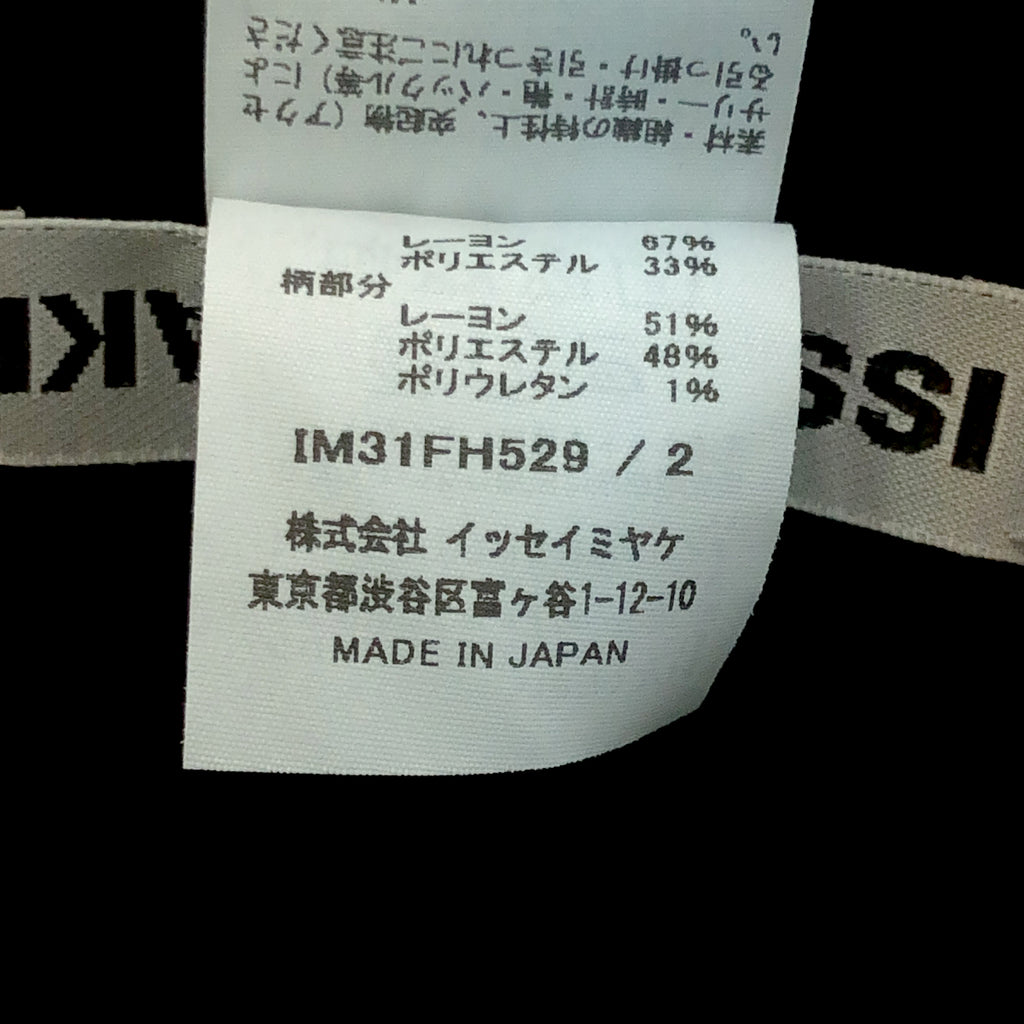 素材・組織の特性上、突起物（アクセ
サリー・時計・鞄・バックル等）によ
る引っ掛け・引きつれにご注意くださ
い。
レーヨン 67%
ポリエステル 33%
柄部分
レーヨン 51%
ポリエステル 48%
ポリウレタン 1%
IM31FH529 / 2
株式会社 イッセイミヤケ
東京都渋谷区富ヶ谷1-12-10
MADE IN JAPAN
ISS
AK